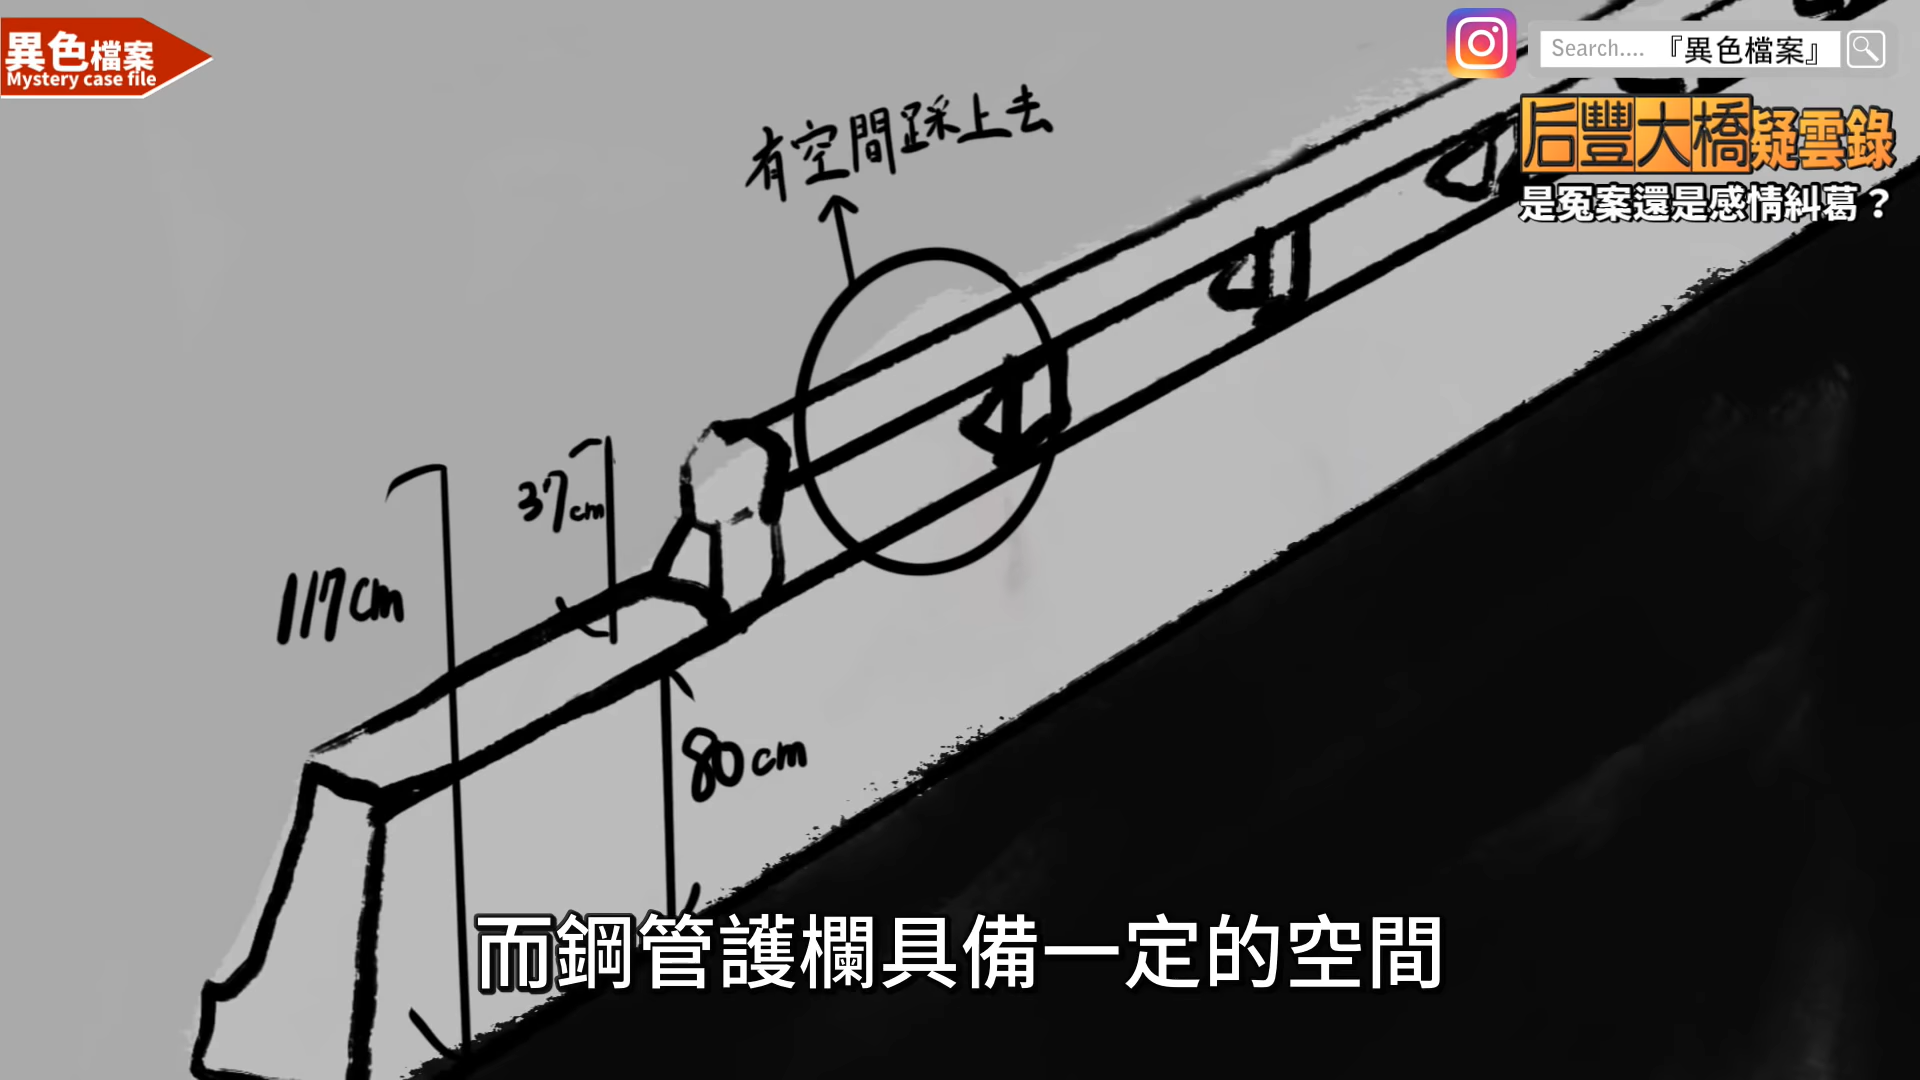 異色檔案
Mystery case file
Search.... 『異色檔案』
后豐大橋疑雲錄
是冤案還是感情糾葛？
有空間踩上去
37cm
117cm
80cm
而鋼管護欄具備一定的空間